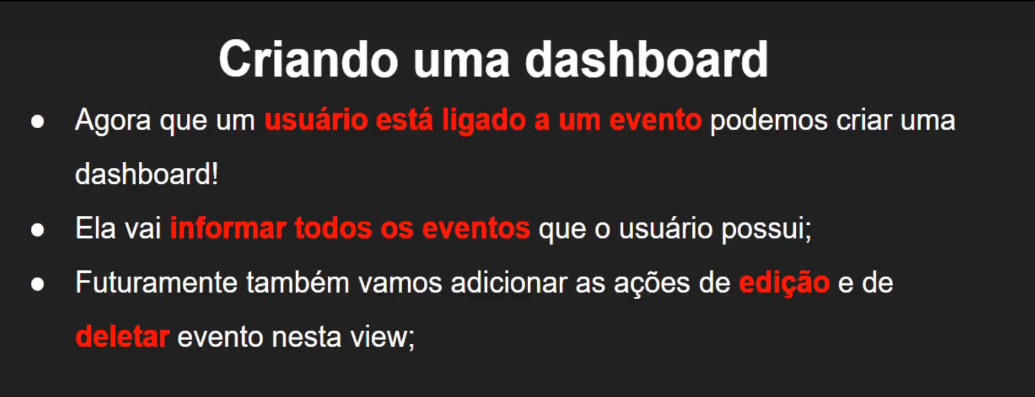 Criando uma dashboard
● Agora que um usuário está ligado a um evento podemos criar uma
dashboard!
● Ela vai informar todos os eventos que o usuário possui;
● Futuramente também vamos adicionar as ações de edição e de
deletar evento nesta view;